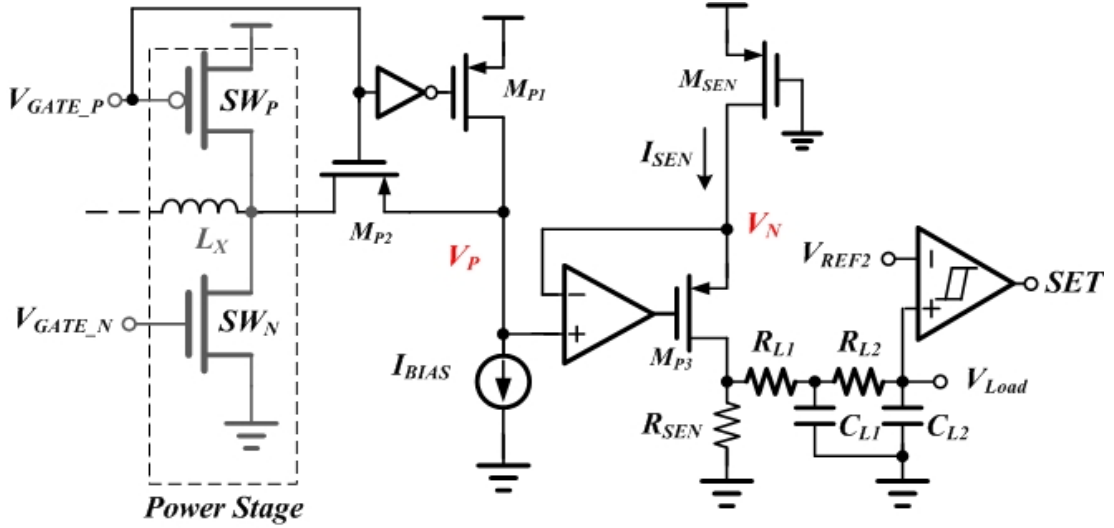 V_GATE_P
SW_P
M_P1
M_SEN
I_SEN
L_X
M_P2
V_P
V_N
V_REF2
SET
V_GATE_N
SW_N
I_BIAS
M_P3
R_L1
R_L2
V_Load
R_SEN
C_L1
C_L2
Power Stage
− +
− +